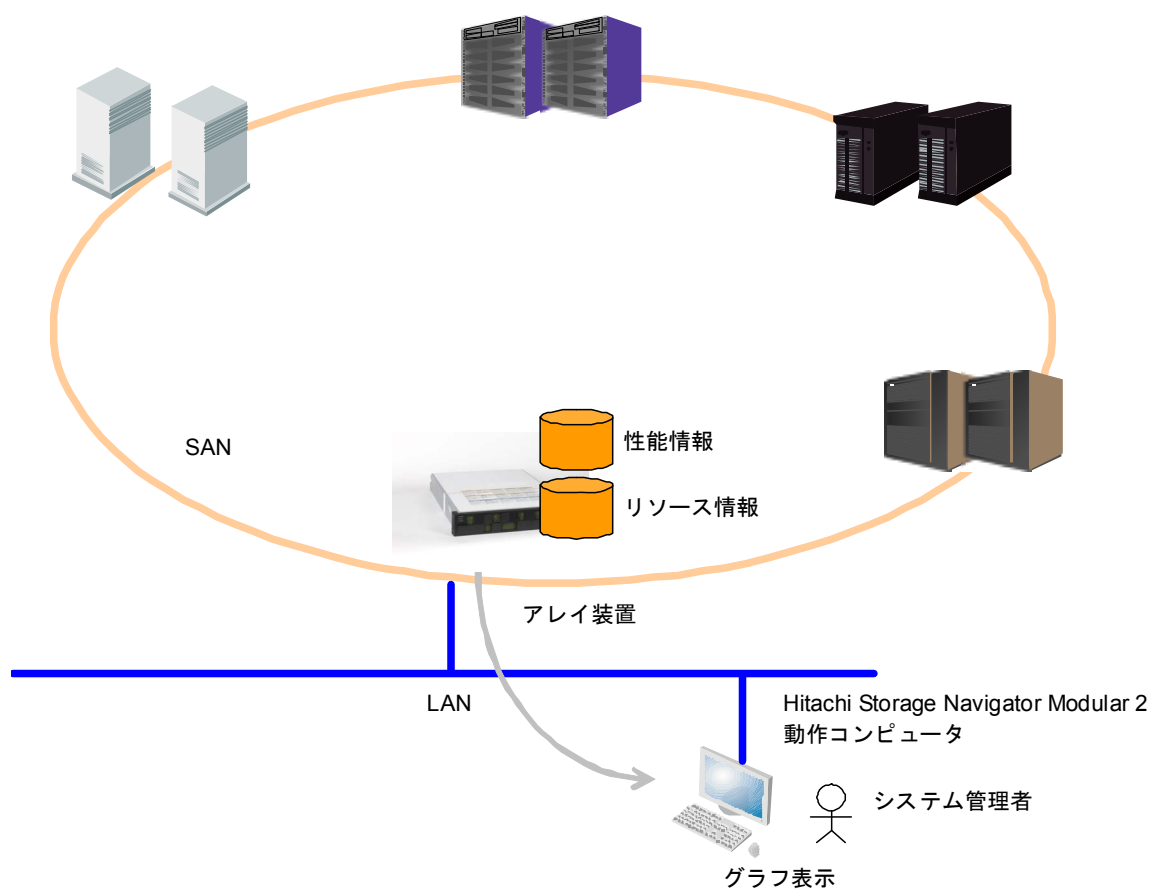 SAN
性能情報
リソース情報
アレイ装置
LAN
Hitachi Storage Navigator Modular 2
動作コンピュータ
システム管理者
グラフ表示